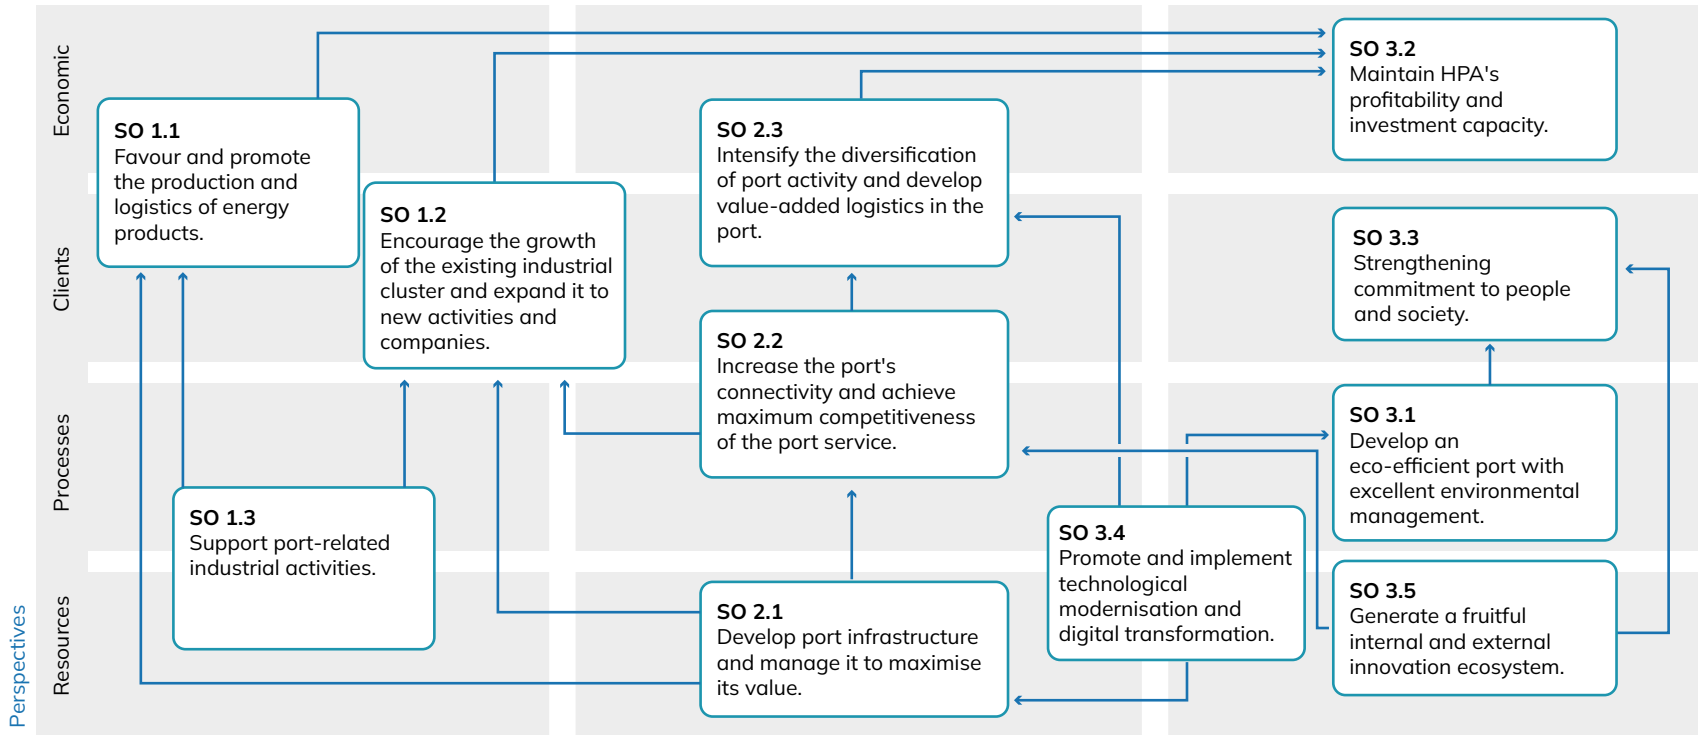 Perspectives
Economic
Clients
Processes
Resources
SO 1.1
Favour and promote
the production and
logistics of energy
products.
SO 1.2
Encourage the growth
of the existing industrial
cluster and expand it to
new activities and
companies.
SO 1.3
Support port-related
industrial activities.
SO 2.3
Intensify the diversification
of port activity and develop
value-added logistics in the
port.
SO 2.2
Increase the port's
connectivity and achieve
maximum competitiveness
of the port service.
SO 2.1
Develop port infrastructure
and manage it to maximise
its value.
SO 3.4
Promote and implement
technological
modernisation and
digital transformation.
SO 3.2
Maintain HPA's
profitability and
investment capacity.
SO 3.3
Strengthening
commitment to people
and society.
SO 3.1
Develop an
eco-efficient port with
excellent environmental
management.
SO 3.5
Generate a fruitful
internal and external
innovation ecosystem.